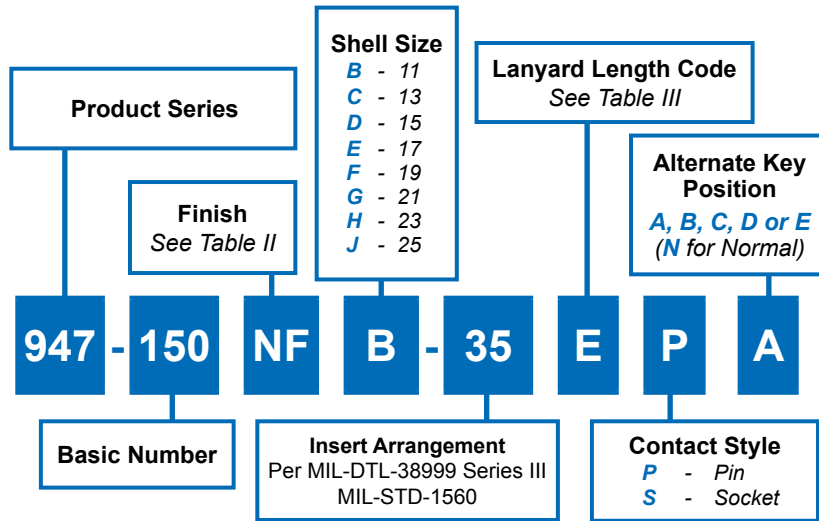 Product Series
Finish
See Table II
Shell Size
B - 11
C - 13
D - 15
E - 17
F - 19
G - 21
H - 23
J - 25
Lanyard Length Code
See Table III
Alternate Key
Position
A, B, C, D or E
(N for Normal)
947 - 150 NF B - 35 E P A
Basic Number
Insert Arrangement
Per MIL-DTL-38999 Series III
MIL-STD-1560
Contact Style
P - Pin
S - Socket